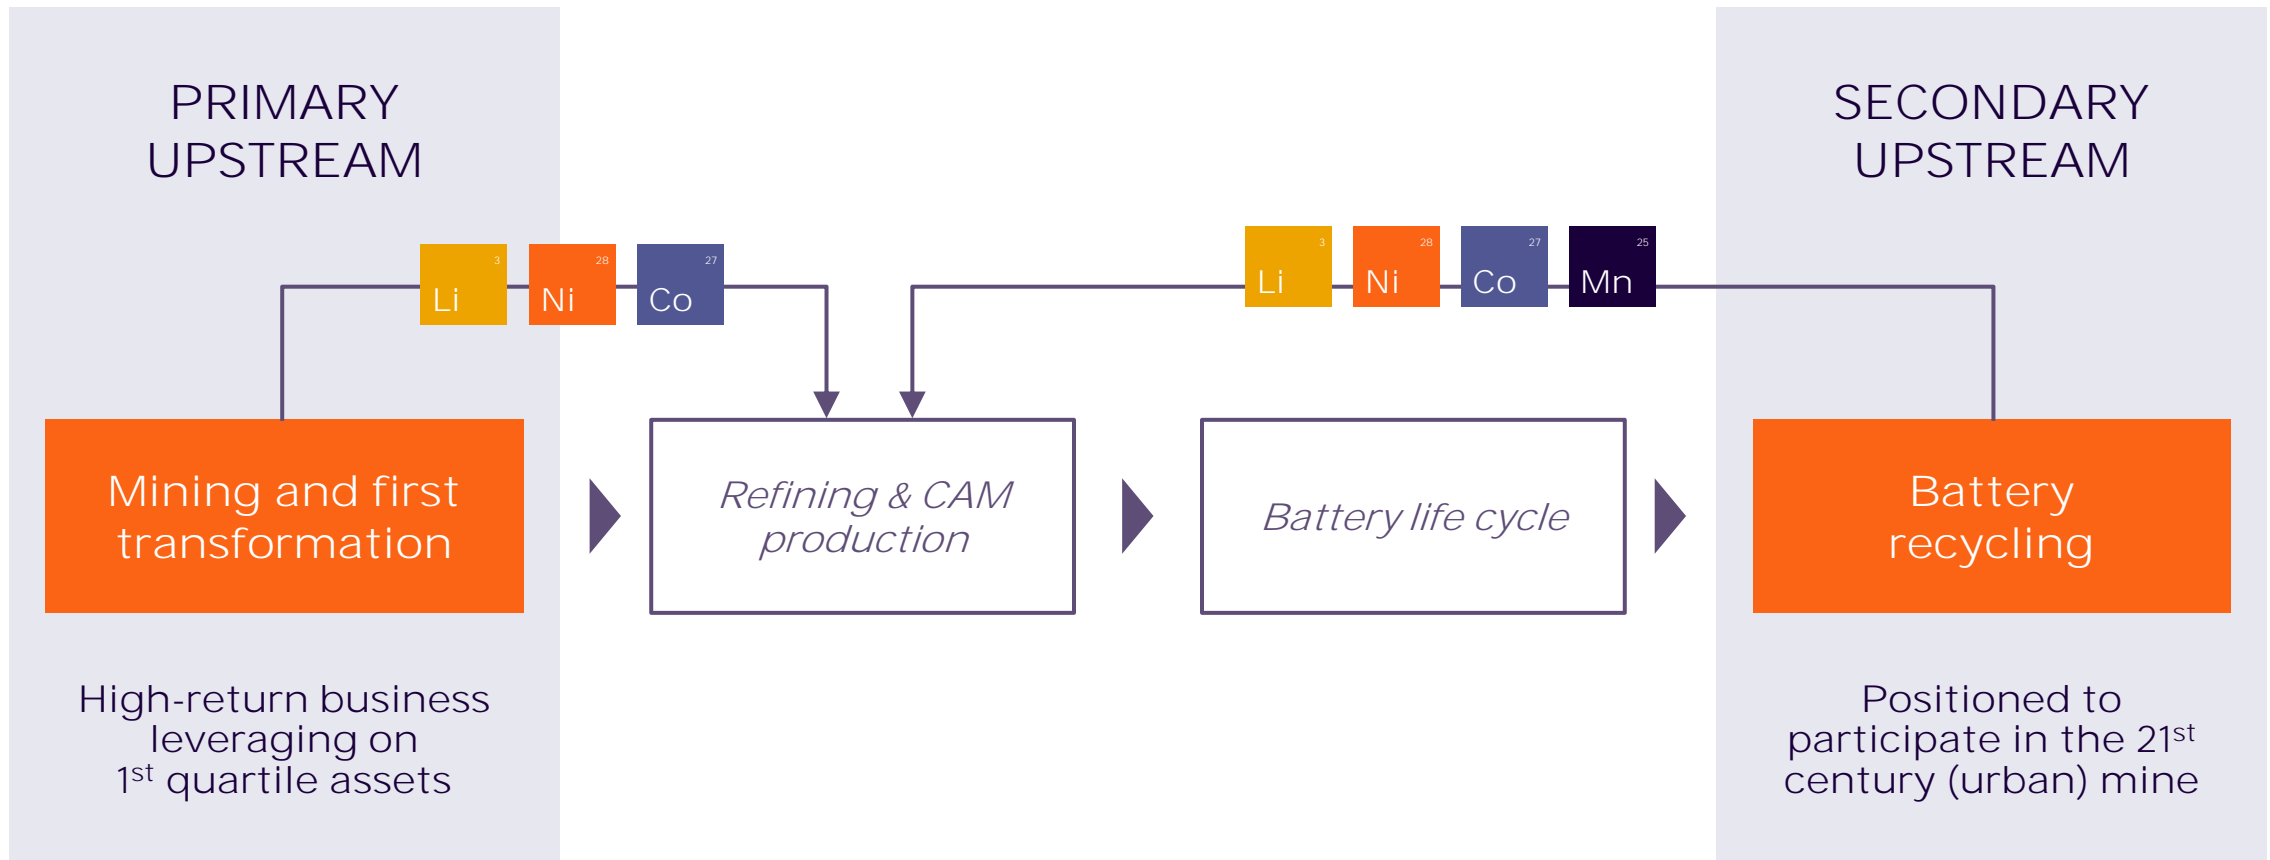 PRIMARY
UPSTREAM
SECONDARY
UPSTREAM
3
Li
28
Ni
27
Co
3
Li
28
Ni
27
Co
25
Mn
Mining and first
transformation
Refining & CAM
production
Battery life cycle
Battery
recycling
High-return business
leveraging on
1st quartile assets
Positioned to
participate in the 21st
century (urban) mine